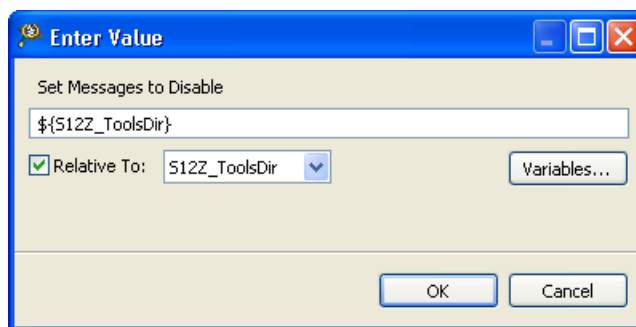 Enter Value
Set Messages to Disable
${S12Z_ToolsDir}
Relative To: S12Z_ToolsDir Variables...
OK Cancel